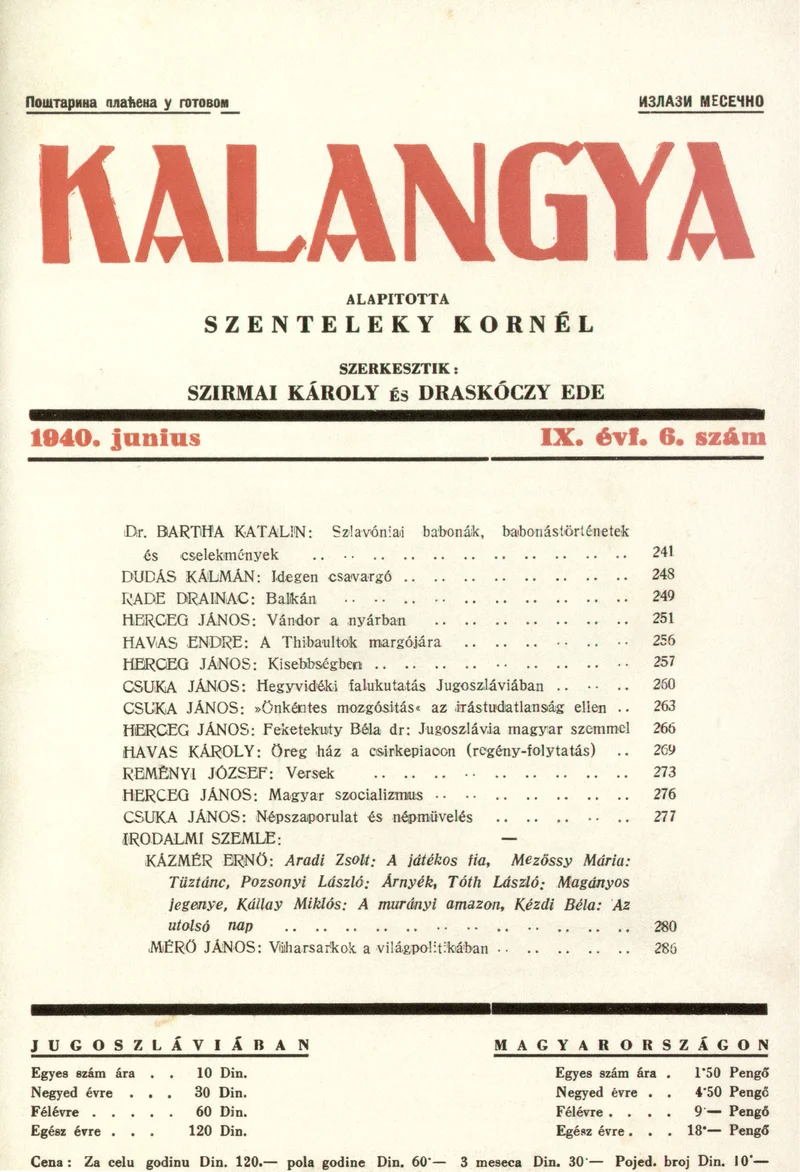 Поштарина плаћена у готовом
ИЗЛАЗИ МЕСЕЧНО
KALANGYA
ALAPITOTTA
SZENTELEKY KORNÉL
SZERKESZTIK:
SZIRMAI KÁROLY és DRASKÓCZY EDE
1940. junius IX. évf. 6. szám
Dr. BARTHA KATALIN: Szlavóniai babonák, babonástörténetek
és cselekmények .. .. .. .. .. .. .. .. .. .. .. .. .. 241
DUDÁS KÁLMÁN: Idegen csavargó .. .. .. .. .. .. .. .. .. 248
RADE DRAINAC: Balkán .. .. .. .. .. .. .. .. .. .. .. .. 249
HERCEG JÁNOS: Vándor a nyárban .. .. .. .. .. .. .. .. 251
HAVAS ENDRE: A Thibaultok margójára .. .. .. .. .. .. .. 256
HERCEG JÁNOS: Kisebbségben .. .. .. .. .. .. .. .. .. .. 257
CSUKA JÁNOS: Hegyvidéki falukutatás Jugoszláviában .. .. .. 260
CSUKA JÁNOS: »Önkéntes mozgósitás« az irástudatlanság ellen .. 263
HERCEG JÁNOS: Feketekuty Béla dr: Jugoszlávia magyar szemmel 266
HAVAS KÁROLY: Öreg ház a csirkepiacon (regény-folytatás) .. 269
REMÉNYI JÓZSEF: Versek .. .. .. .. .. .. .. .. .. .. .. 273
HERCEG JÁNOS: Magyar szocializmus .. .. .. .. .. .. .. .. 276
CSUKA JÁNOS: Népszaporulat és népmüvelés .. .. .. .. .. .. 277
IRODALMI SZEMLE: —
KÁZMÉR ERNŐ: Aradi Zsolt: A játékos fia, Mezőssy Mária:
Tüztánc, Pozsonyi László: Árnyék, Tóth László: Magányos
jegenye, Kállay Miklós: A murányi amazon, Kézdi Béla: Az
utolsó nap .. .. .. .. .. .. .. .. .. .. .. .. .. .. 280
MÉRŐ JÁNOS: Viharsarkok a világpolitikában .. .. .. .. .. 286
JUGOSZLÁVIÁBAN
Egyes szám ára . . 10 Din.
Negyed évre . . . 30 Din.
Félévre . . . . . 60 Din.
Egész évre . . . 120 Din.
MAGYARORSZÁGON
Egyes szám ára . 1·50 Pengő
Negyed évre . . 4·50 Pengő
Félévre . . . . 9·— Pengő
Egész évre . . . 18·— Pengő
Cena: Za celu godinu Din. 120.— pola godine Din. 60·— 3 meseca Din. 30·— Pojed. broj Din. 10·—